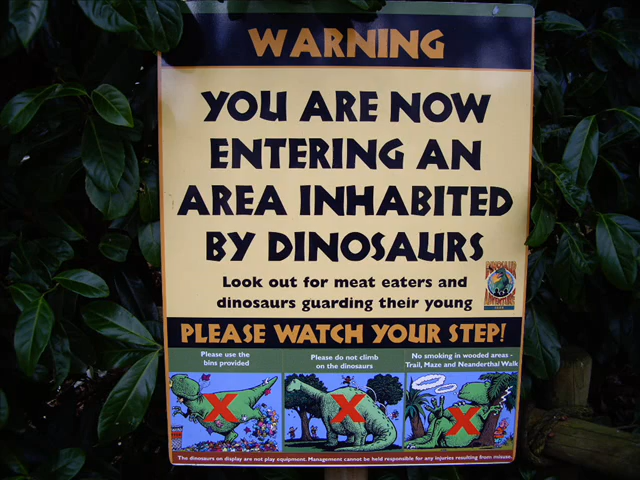 WARNING
YOU ARE NOW
ENTERING AN
AREA INHABITED
BY DINOSAURS
Look out for meat eaters and
dinosaurs guarding their young
DINOSAUR
ADVENTURE
PLEASE WATCH YOUR STEP!
Please use the
bins provided
Please do not climb
on the dinosaurs
No smoking in wooded areas -
Trail, Maze and Neanderthal Walk
X
X
X
The dinosaurs on display are not play equipment. Management cannot be held responsible for any injuries resulting from misuse.